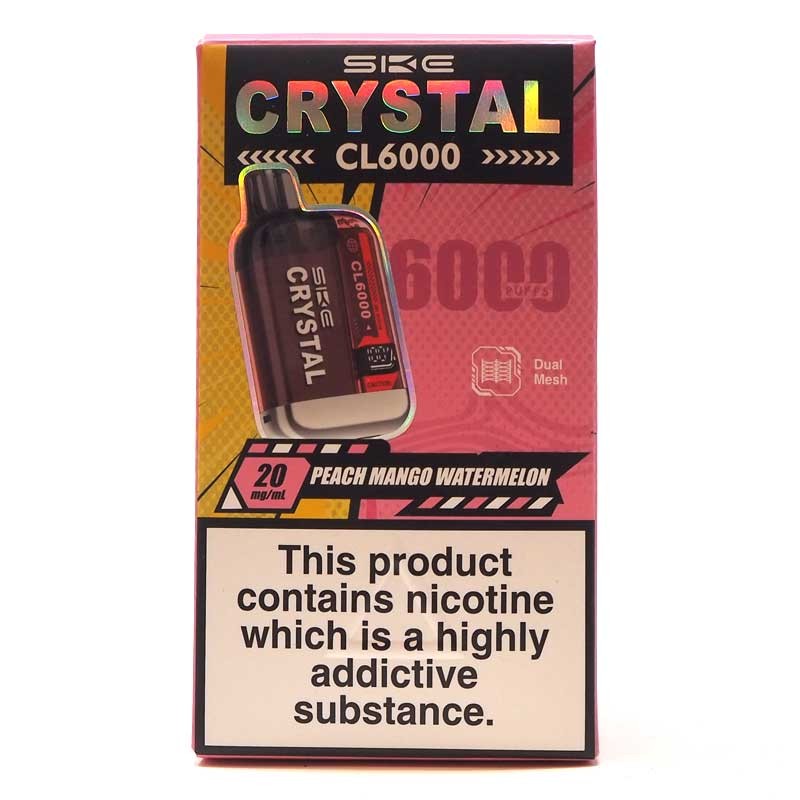 SKE
CRYSTAL
CL6000
6000
PUFFS
SKE
CRYSTAL
CL6000
Dual
Mesh
20
mg/mL
PEACH MANGO WATERMELON
This product
contains nicotine
which is a highly
addictive
substance.